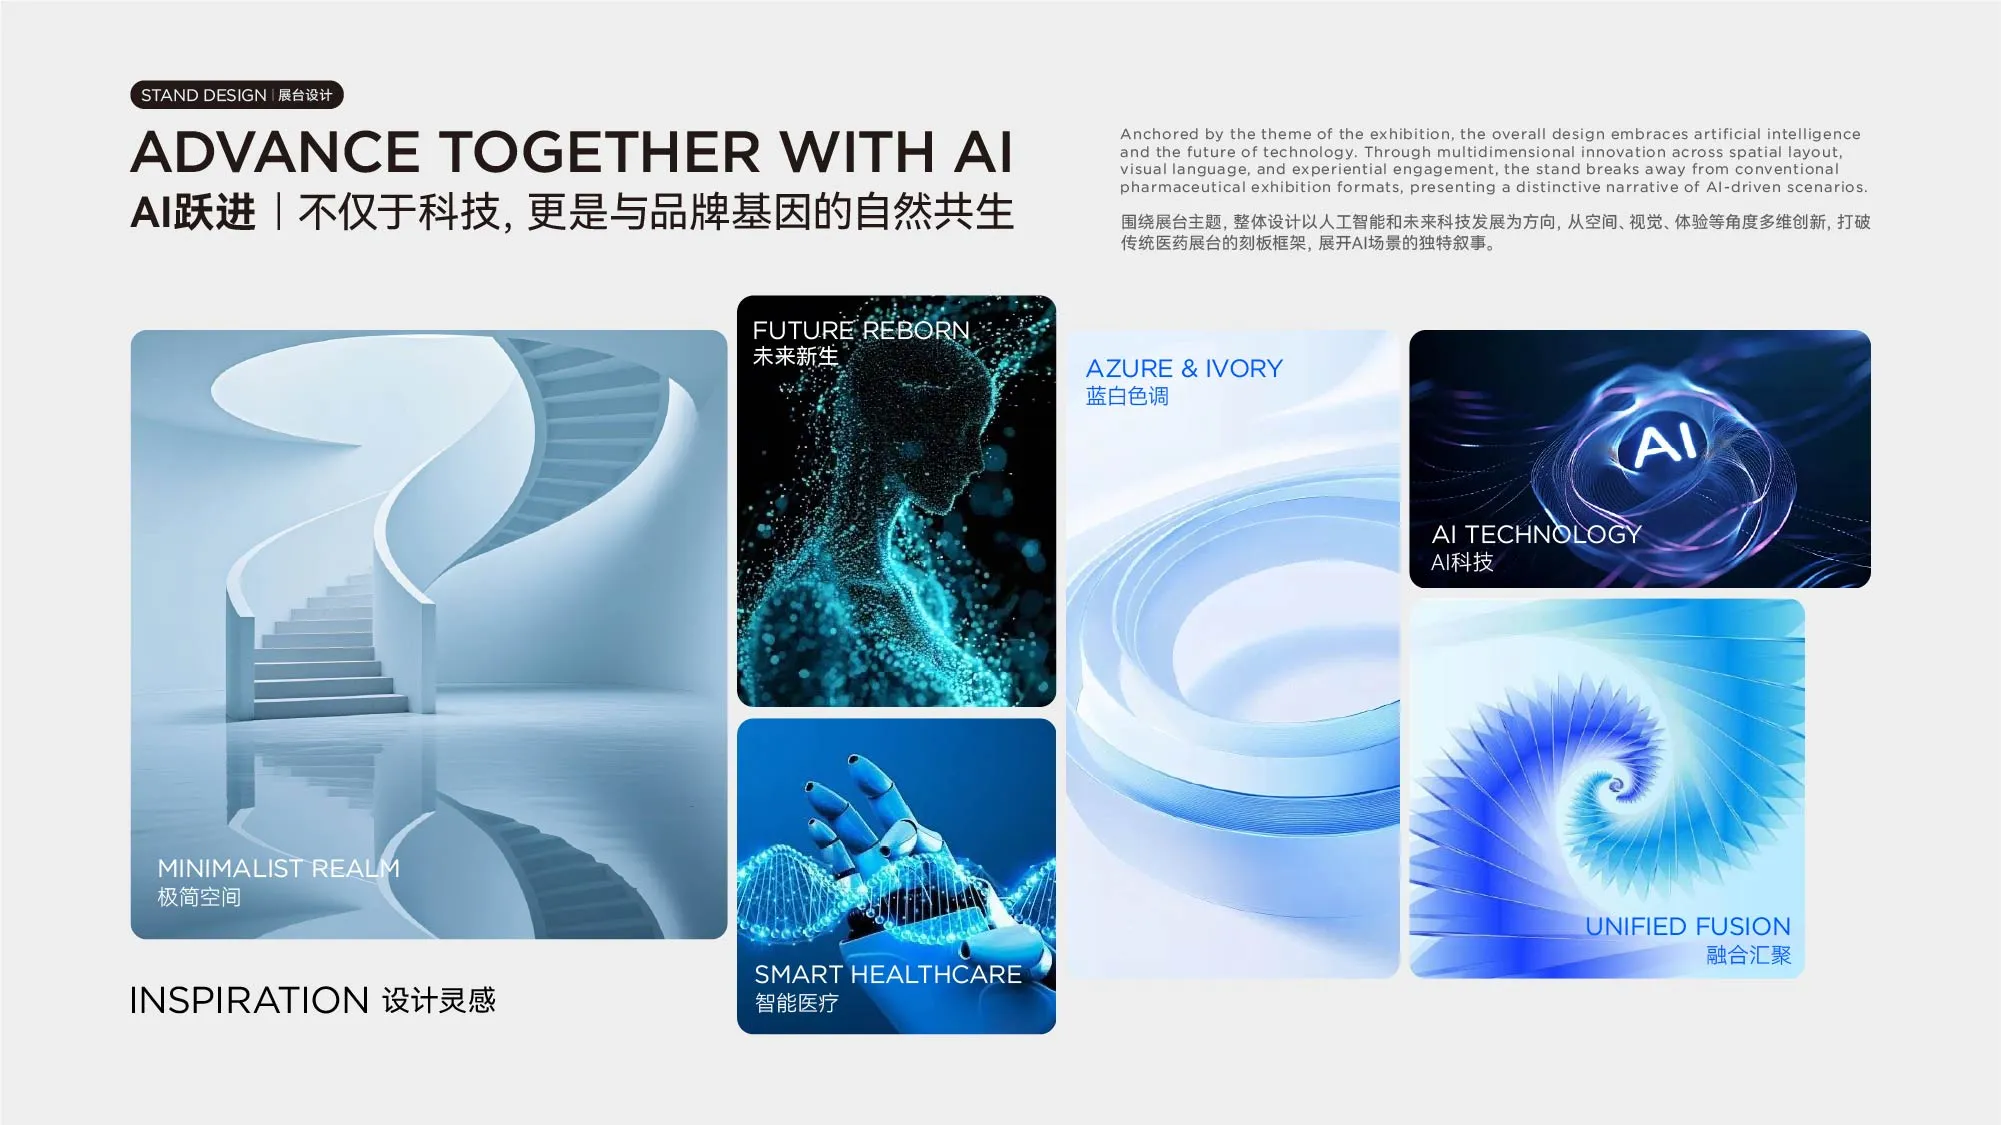 STAND DESIGN | 展台设计
ADVANCE TOGETHER WITH AI
AI跃进｜不仅于科技, 更是与品牌基因的自然共生
Anchored by the theme of the exhibition, the overall design embraces artificial intelligence
and the future of technology. Through multidimensional innovation across spatial layout,
visual language, and experiential engagement, the stand breaks away from conventional
pharmaceutical exhibition formats, presenting a distinctive narrative of AI-driven scenarios.
围绕展台主题, 整体设计以人工智能和未来科技发展为方向, 从空间、视觉、体验等角度多维创新, 打破
传统医药展台的刻板框架, 展开AI场景的独特叙事。
MINIMALIST REALM
极简空间
FUTURE REBORN
未来新生
SMART HEALTHCARE
智能医疗
AZURE & IVORY
蓝白色调
AI
AI TECHNOLOGY
AI科技
UNIFIED FUSION
融合汇聚
INSPIRATION 设计灵感